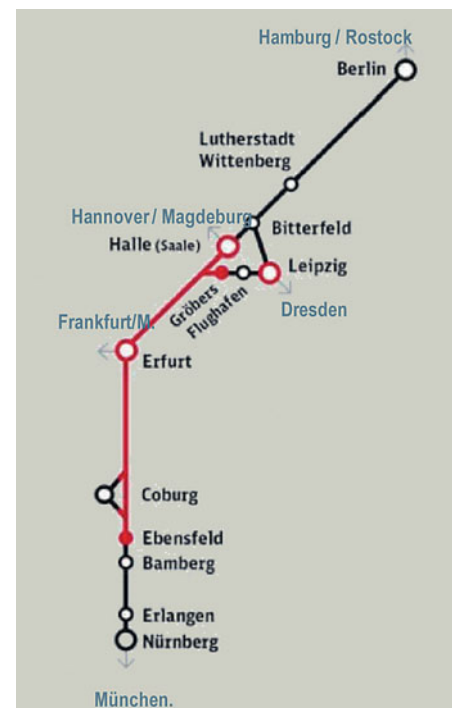 Hamburg / Rostock
Berlin
Lutherstadt
Wittenberg
Hannover / Magdeburg
Bitterfeld
Halle (Saale)
Leipzig
Gröbers
Flughafen
Dresden
Frankfurt/M.
Erfurt
Coburg
Ebensfeld
Bamberg
Erlangen
Nürnberg
München.